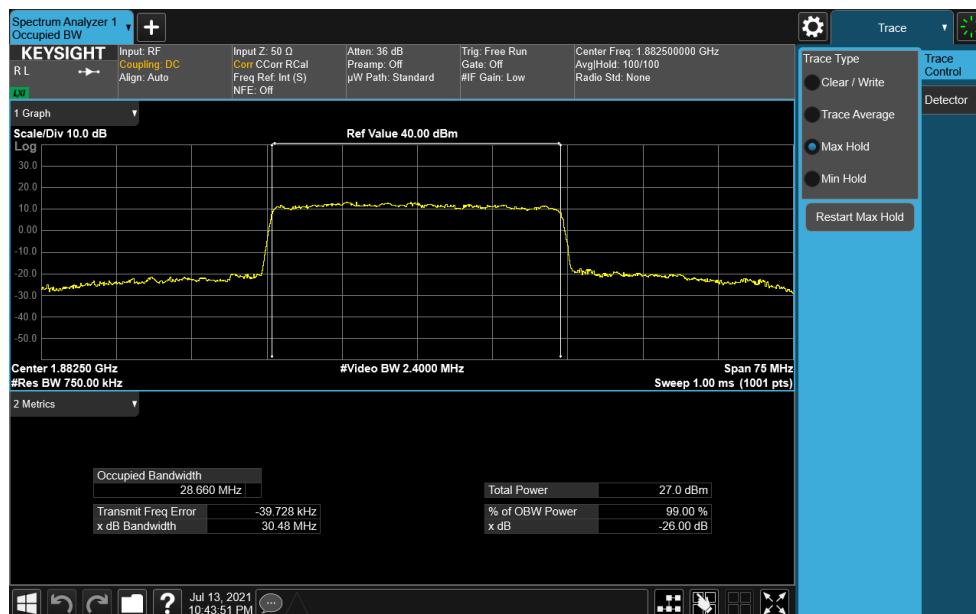 Spectrum Analyzer 1
Occupied BW
Trace
KEYSIGHT
R L
LXI
Input: RF
Coupling: DC
Align: Auto
Input Z: 50 Ω
Corr CCorr RCal
Freq Ref: Int (S)
NFE: Off
Atten: 36 dB
Preamp: Off
µW Path: Standard
Trig: Free Run
Gate: Off
#IF Gain: Low
Center Freq: 1.882500000 GHz
Avg|Hold: 100/100
Radio Std: None
Trace Type
Clear / Write
Trace Average
Max Hold
Min Hold
Restart Max Hold
Trace
Control
Detector
1 Graph
Scale/Div 10.0 dB
Ref Value 40.00 dBm
Log
30.0
20.0
10.0
0.00
-10.0
-20.0
-30.0
-40.0
-50.0
Center 1.88250 GHz
#Video BW 2.4000 MHz
Span 75 MHz
#Res BW 750.00 kHz
Sweep 1.00 ms (1001 pts)
2 Metrics
Occupied Bandwidth
28.660 MHz
Total Power 27.0 dBm
Transmit Freq Error -39.728 kHz
% of OBW Power 99.00 %
x dB Bandwidth 30.48 MHz
x dB -26.00 dB
?
Jul 13, 2021
10:43:51 PM